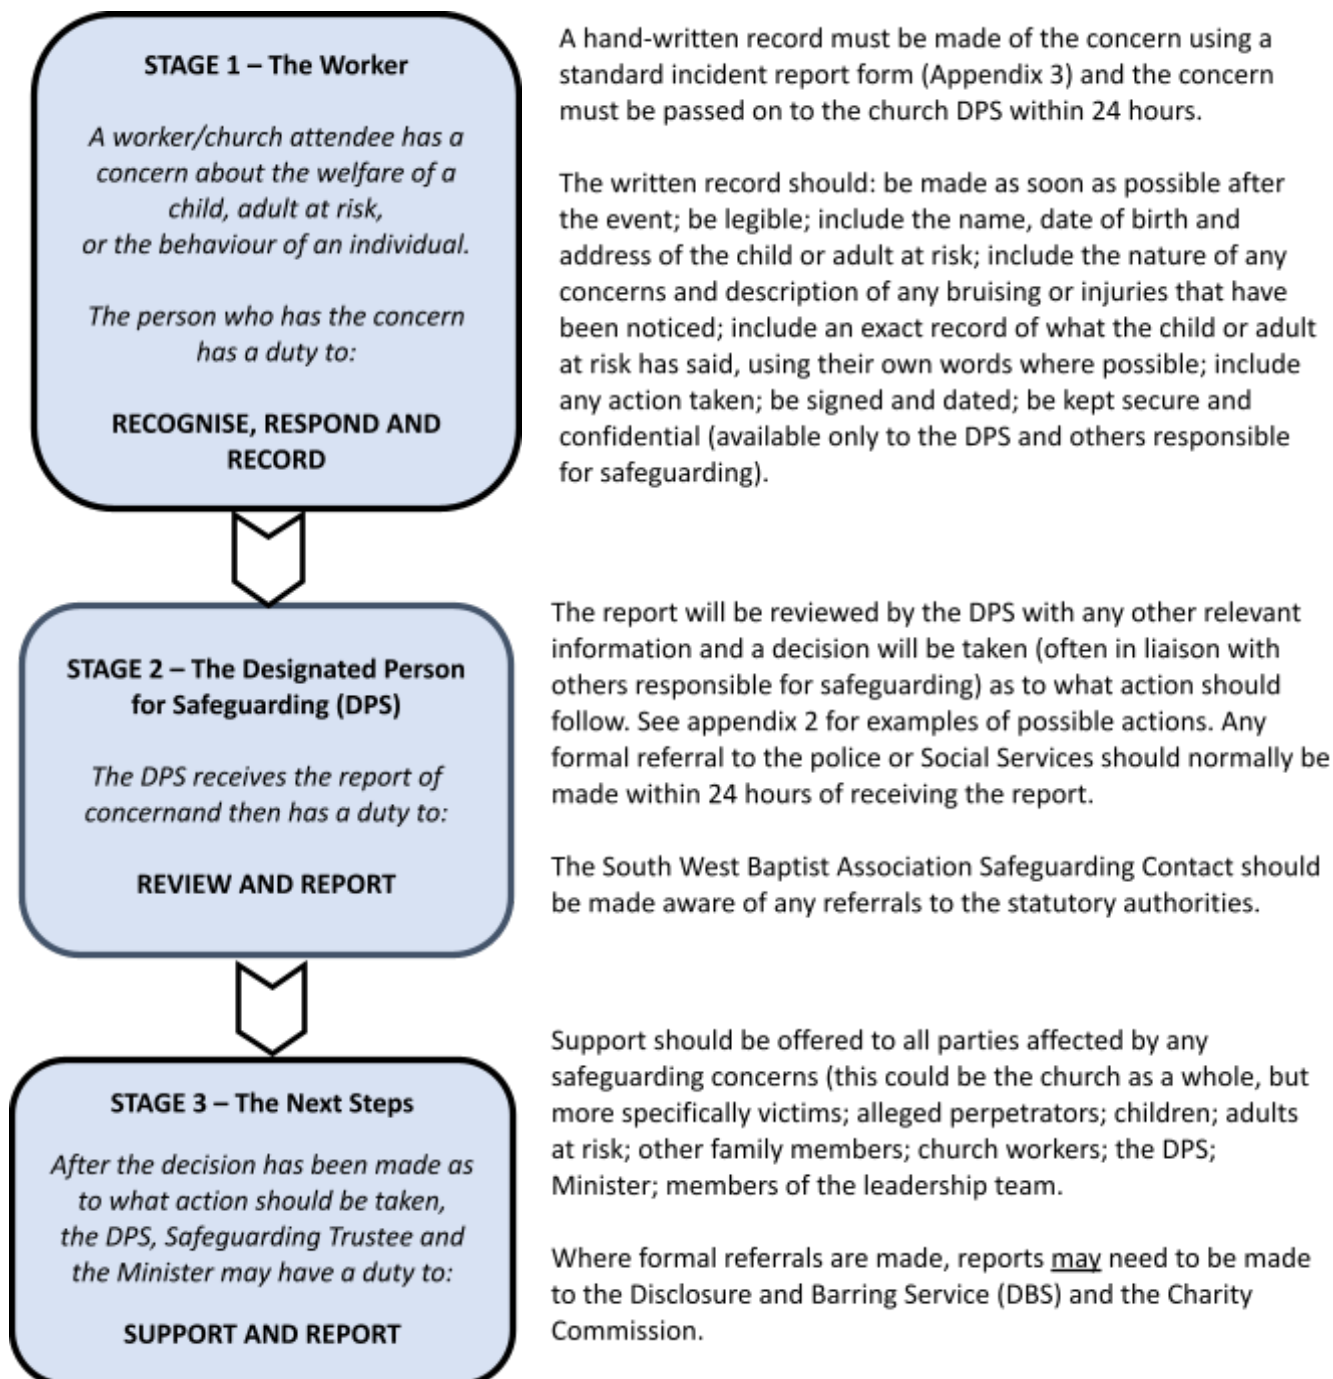 STAGE 1 – The Worker
A worker/church attendee has a
concern about the welfare of a
child, adult at risk,
or the behaviour of an individual.
The person who has the concern
has a duty to:
RECOGNISE, RESPOND AND
RECORD
A hand-written record must be made of the concern using a
standard incident report form (Appendix 3) and the concern
must be passed on to the church DPS within 24 hours.
The written record should: be made as soon as possible after
the event; be legible; include the name, date of birth and
address of the child or adult at risk; include the nature of any
concerns and description of any bruising or injuries that have
been noticed; include an exact record of what the child or adult
at risk has said, using their own words where possible; include
any action taken; be signed and dated; be kept secure and
confidential (available only to the DPS and others responsible
for safeguarding).
STAGE 2 – The Designated Person
for Safeguarding (DPS)
The DPS receives the report of
concernand then has a duty to:
REVIEW AND REPORT
The report will be reviewed by the DPS with any other relevant
information and a decision will be taken (often in liaison with
others responsible for safeguarding) as to what action should
follow. See appendix 2 for examples of possible actions. Any
formal referral to the police or Social Services should normally be
made within 24 hours of receiving the report.
The South West Baptist Association Safeguarding Contact should
be made aware of any referrals to the statutory authorities.
STAGE 3 – The Next Steps
After the decision has been made as
to what action should be taken,
the DPS, Safeguarding Trustee and
the Minister may have a duty to:
SUPPORT AND REPORT
Support should be offered to all parties affected by any
safeguarding concerns (this could be the church as a whole, but
more specifically victims; alleged perpetrators; children; adults
at risk; other family members; church workers; the DPS;
Minister; members of the leadership team.
Where formal referrals are made, reports may need to be made
to the Disclosure and Barring Service (DBS) and the Charity
Commission.